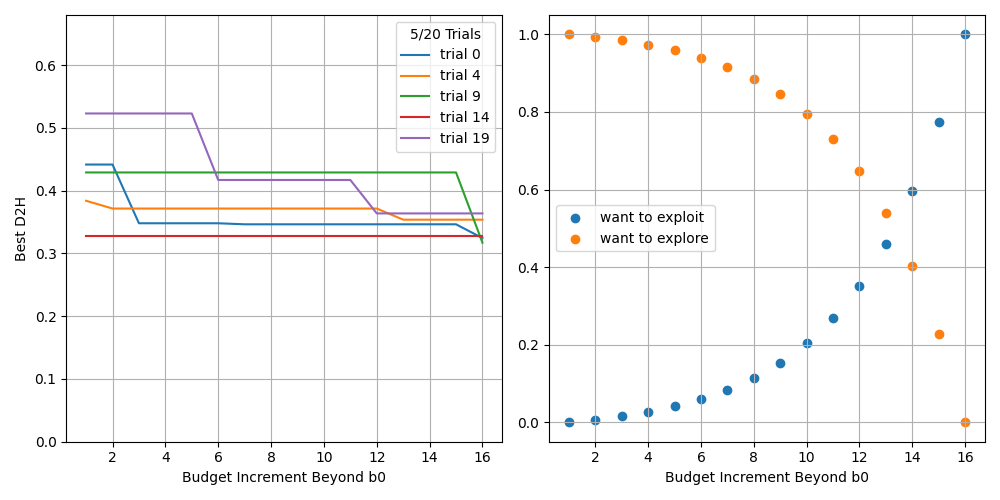 5/20 Trials
trial 0
trial 4
trial 9
trial 14
trial 19
0.6
0.5
0.4
0.3
0.2
0.1
0.0
Best D2H
2 4 6 8 10 12 14 16
Budget Increment Beyond b0
1.0
0.8
0.6
0.4
0.2
0.0
want to exploit
want to explore
2 4 6 8 10 12 14 16
Budget Increment Beyond b0